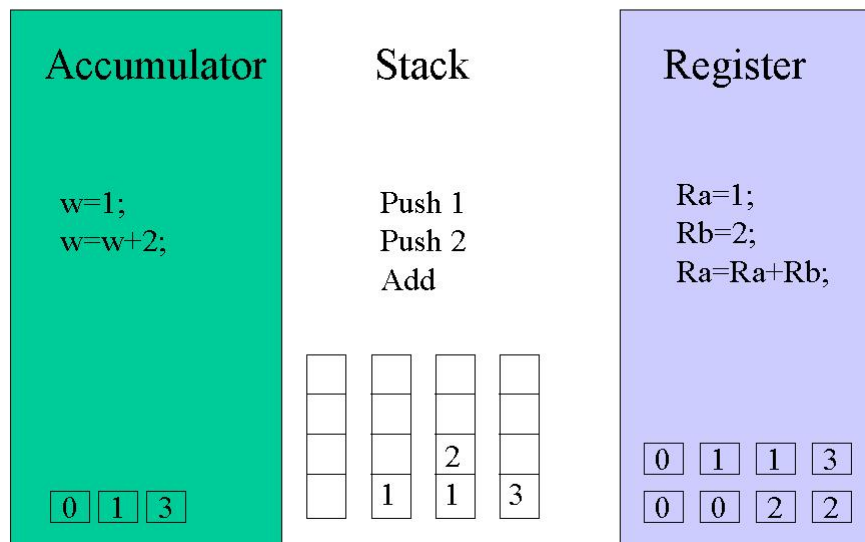 Accumulator
w=1;
w=w+2;
0 1 3
Stack
Push 1
Push 2
Add
2
1 1 3
Register
Ra=1;
Rb=2;
Ra=Ra+Rb;
0 1 1 3
0 0 2 2